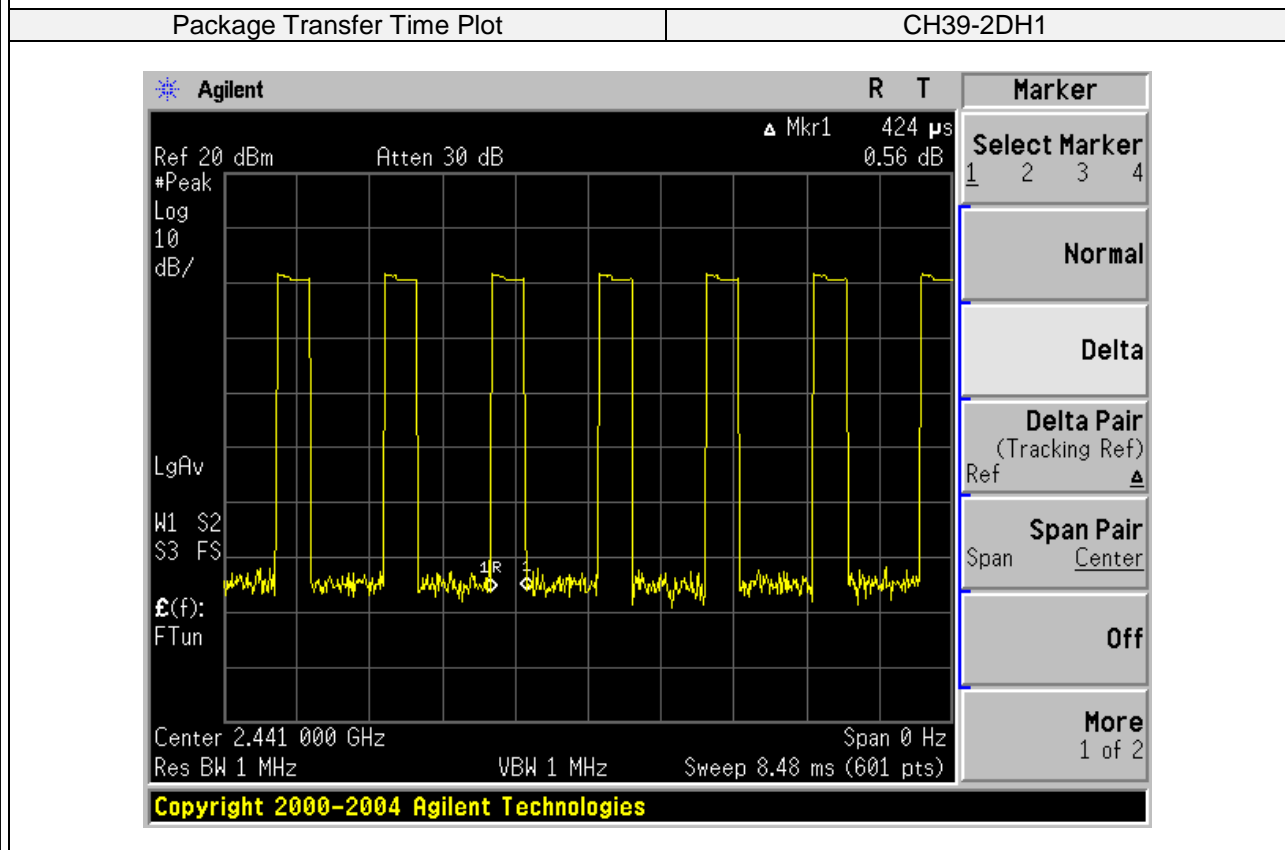 Package Transfer Time Plot CH39-2DH1
Agilent R T Marker
Δ Mkr1 424 µs
Ref 20 dBm Atten 30 dB 0.56 dB
#Peak
Log
10
dB/
LgAv
W1 S2
S3 FS
£(f):
FTun
1R 1
Center 2.441 000 GHz Span 0 Hz
Res BW 1 MHz VBW 1 MHz Sweep 8.48 ms (601 pts)
Copyright 2000-2004 Agilent Technologies
Select Marker
1 2 3 4
Normal
Delta
Delta Pair
(Tracking Ref)
Ref Δ
Span Pair
Span Center
Off
More
1 of 2